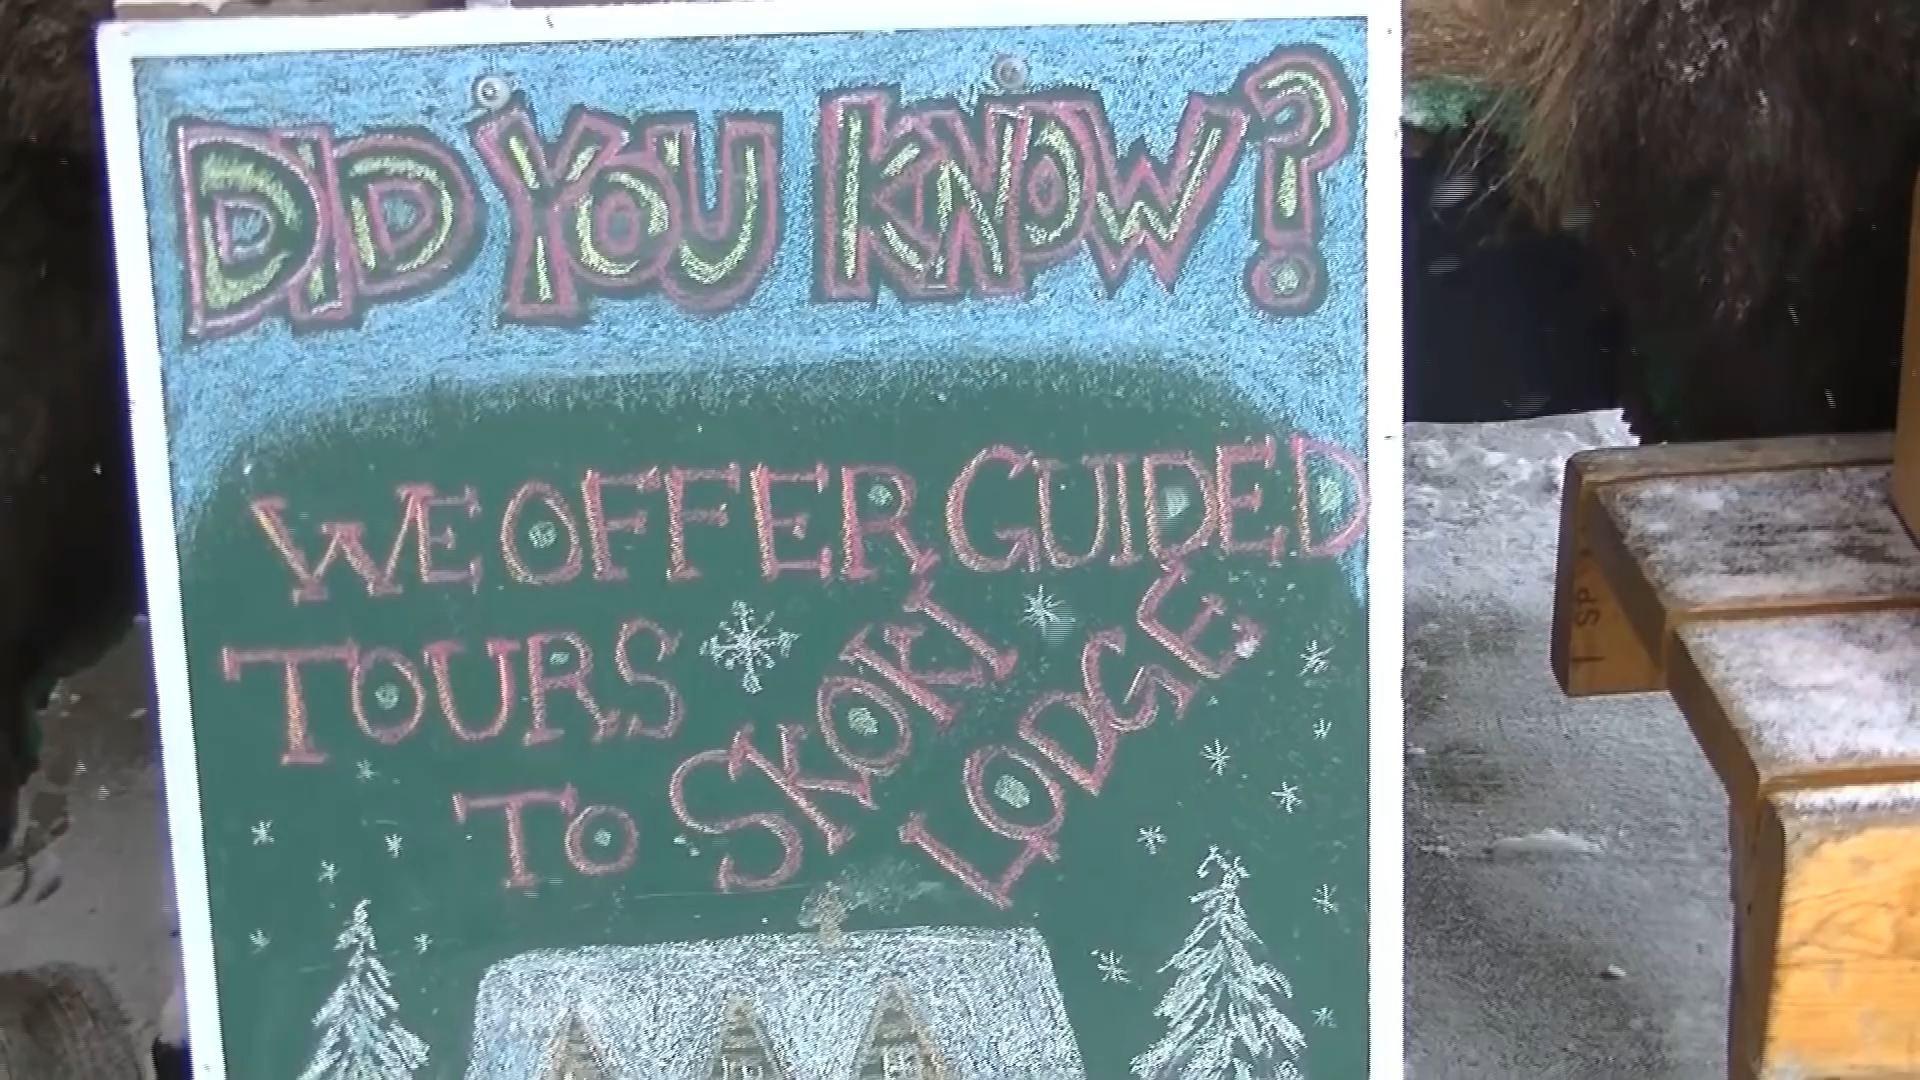 DID YOU KNOW?
WE OFFER GUIDED
TOURS
TO SKOKI
LODGE